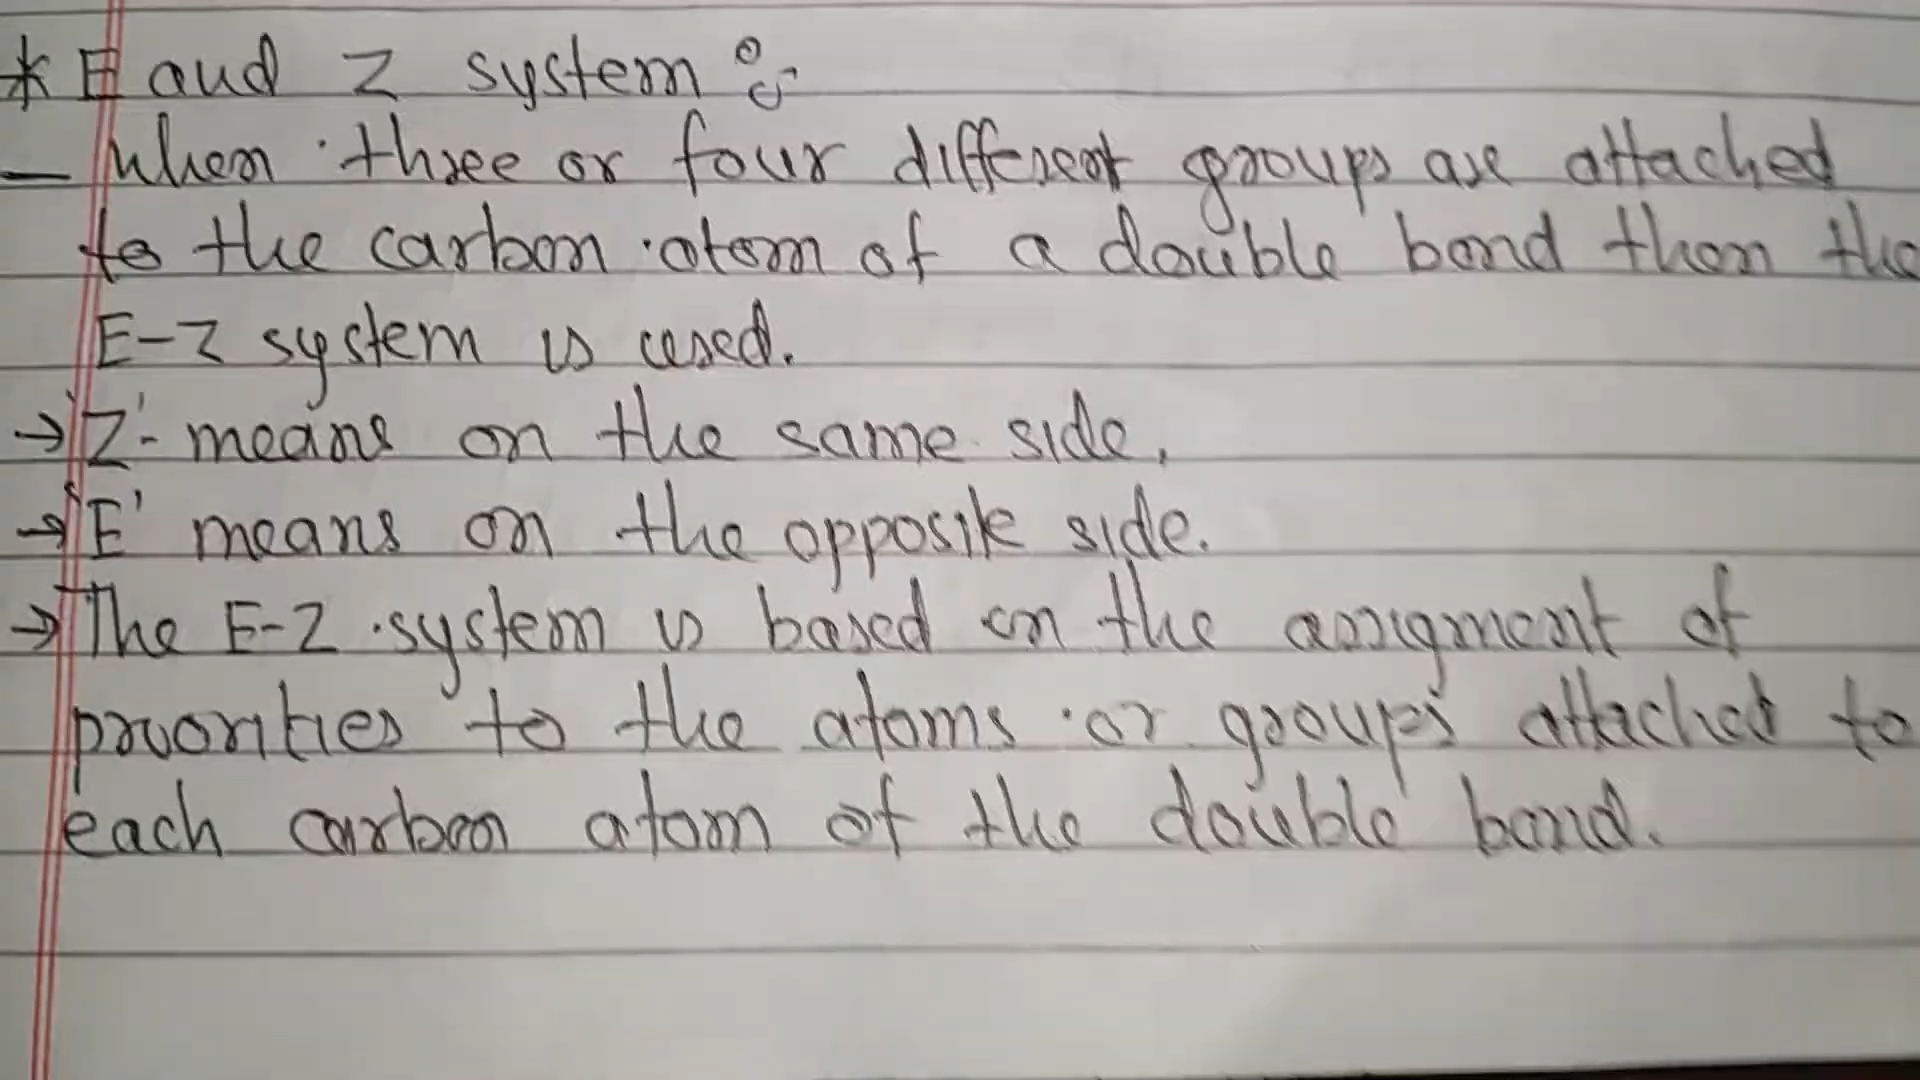 * E and Z system :-
- When three or four different groups are attached
to the carbon atom of a double bond then the
E-Z system is used.
→ 'Z' - means on the same side.
→ 'E' means on the opposite side.
→ The E-Z system is based on the assigment of
priorities to the atoms or groups attached to
each carbon atom of the double bond.